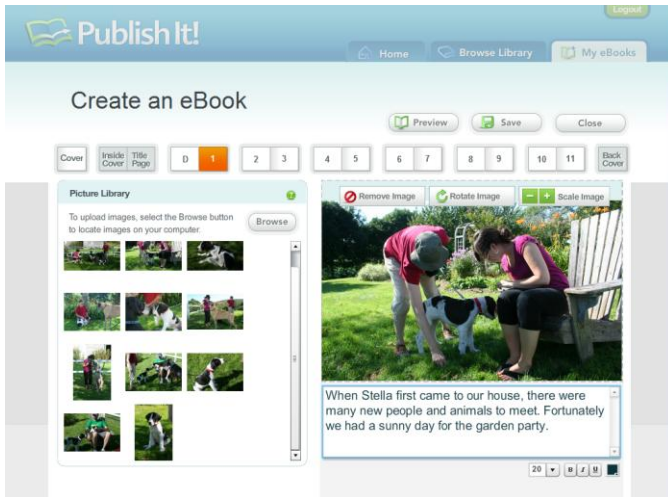 Logout
Publish It!
Home
Browse Library
My eBooks
Create an eBook
Preview
Save
Close
Cover
Inside Cover
Title Page
D
1
2
3
4
5
6
7
8
9
10
11
Back Cover
Picture Library
To upload images, select the Browse button
to locate images on your computer.
Browse
Remove Image
Rotate Image
Scale Image
When Stella first came to our house, there were
many new people and animals to meet. Fortunately
we had a sunny day for the garden party.
20
B I U